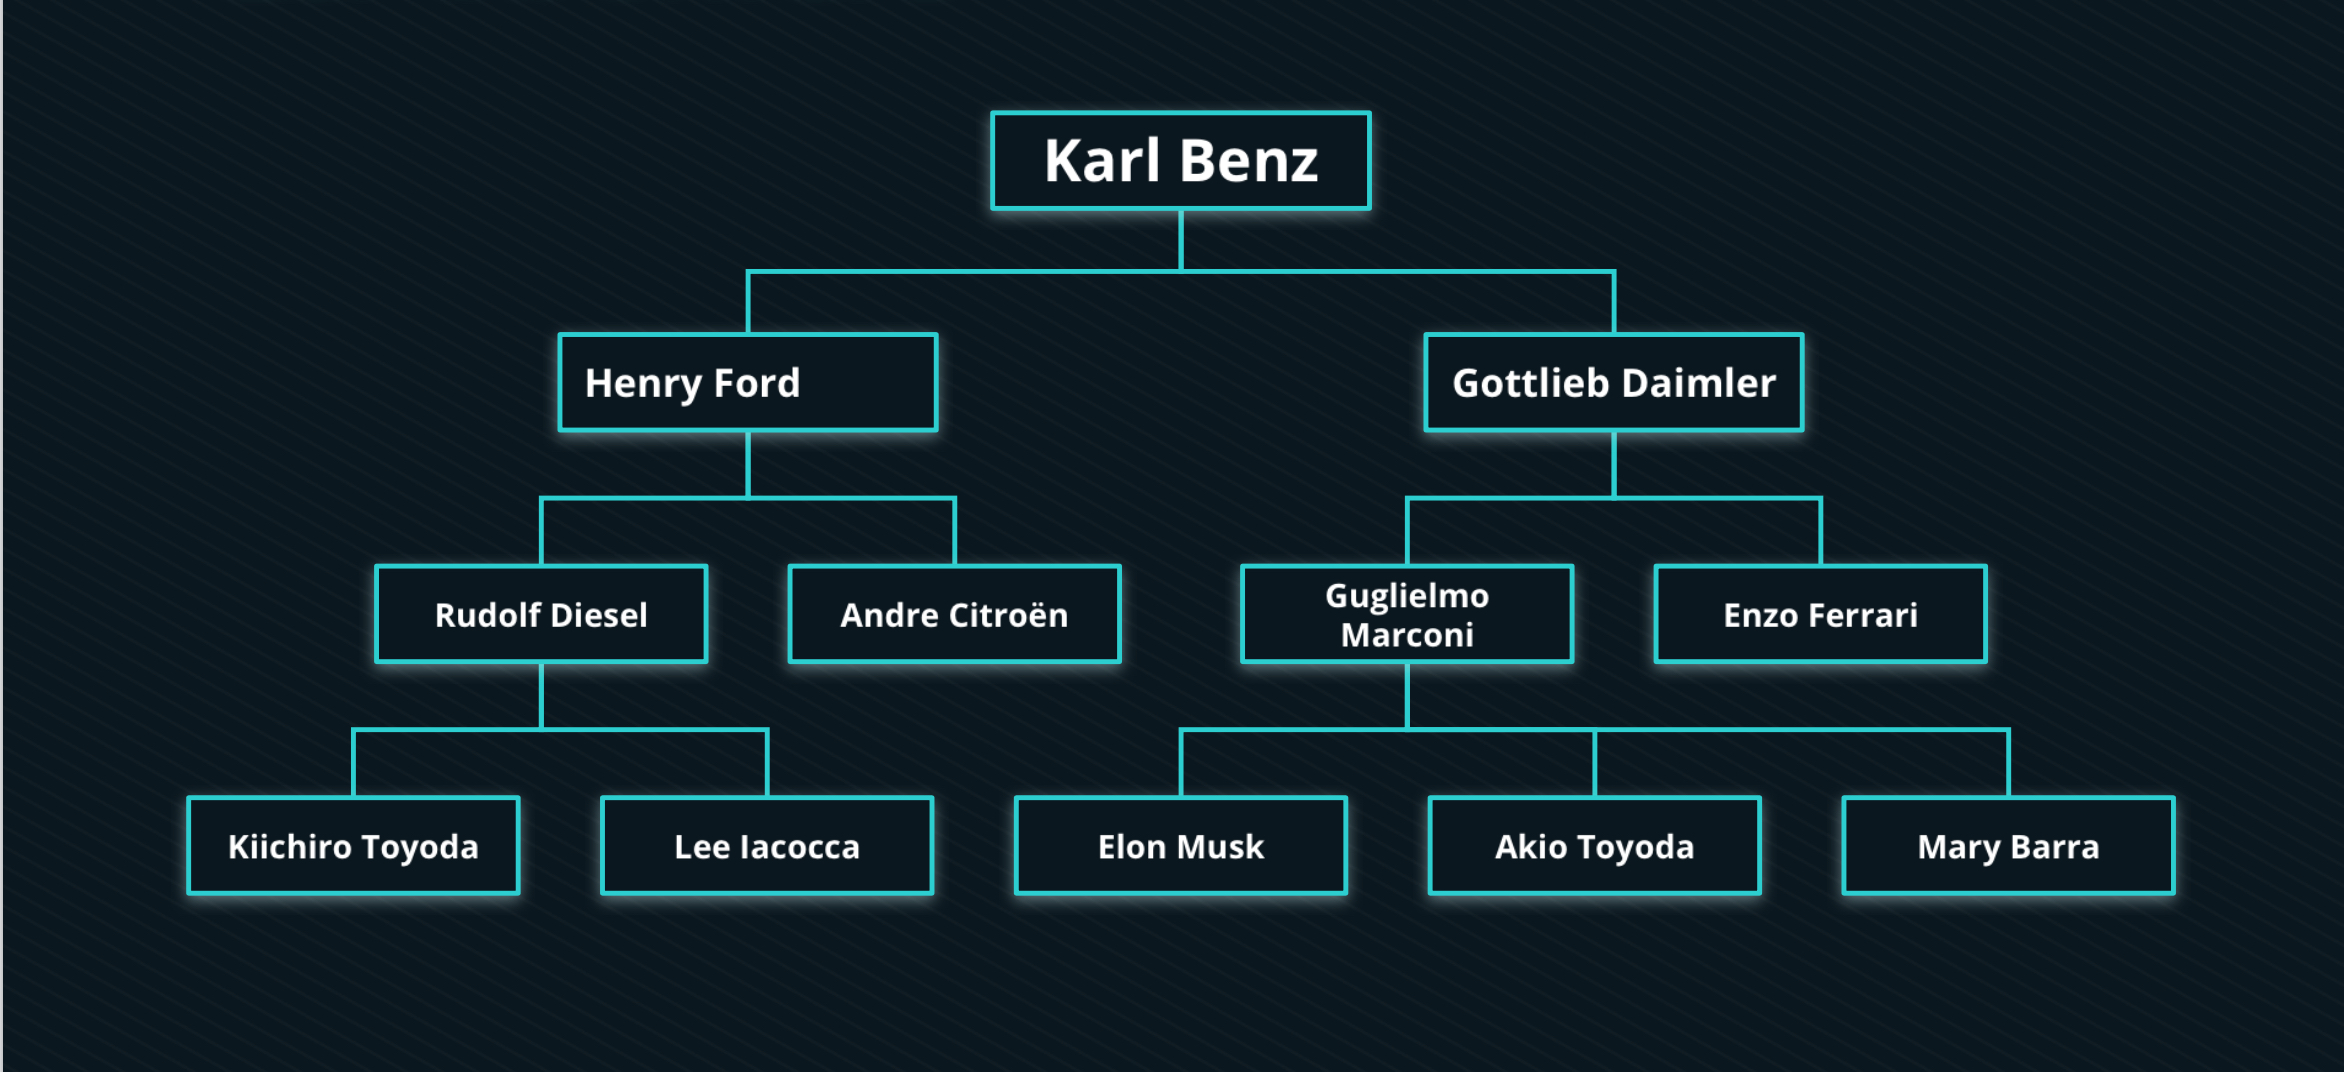 Karl Benz
Henry Ford
Gottlieb Daimler
Rudolf Diesel
Andre Citroën
Guglielmo
Marconi
Enzo Ferrari
Kiichiro Toyoda
Lee Iacocca
Elon Musk
Akio Toyoda
Mary Barra